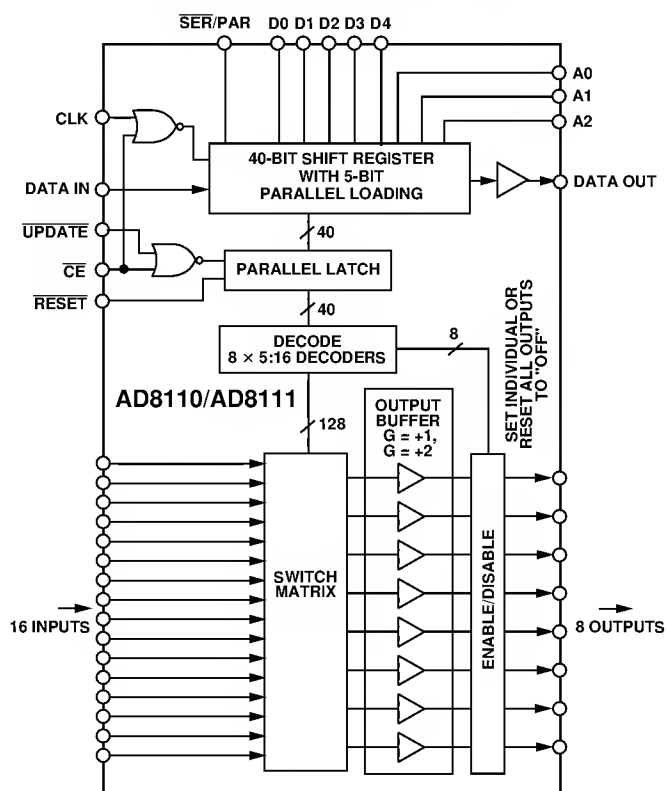 SER/PAR D0 D1 D2 D3 D4
A0
A1
A2
CLK
40-BIT SHIFT REGISTER
WITH 5-BIT
PARALLEL LOADING
DATA IN
DATA OUT
UPDATE
40
CE
PARALLEL LATCH
RESET
40
DECODE
8 × 5:16 DECODERS
8
SET INDIVIDUAL OR
RESET ALL OUTPUTS
TO "OFF"
AD8110/AD8111
128
OUTPUT
BUFFER
G = +1,
G = +2
SWITCH
MATRIX
ENABLE/DISABLE
16 INPUTS
8 OUTPUTS